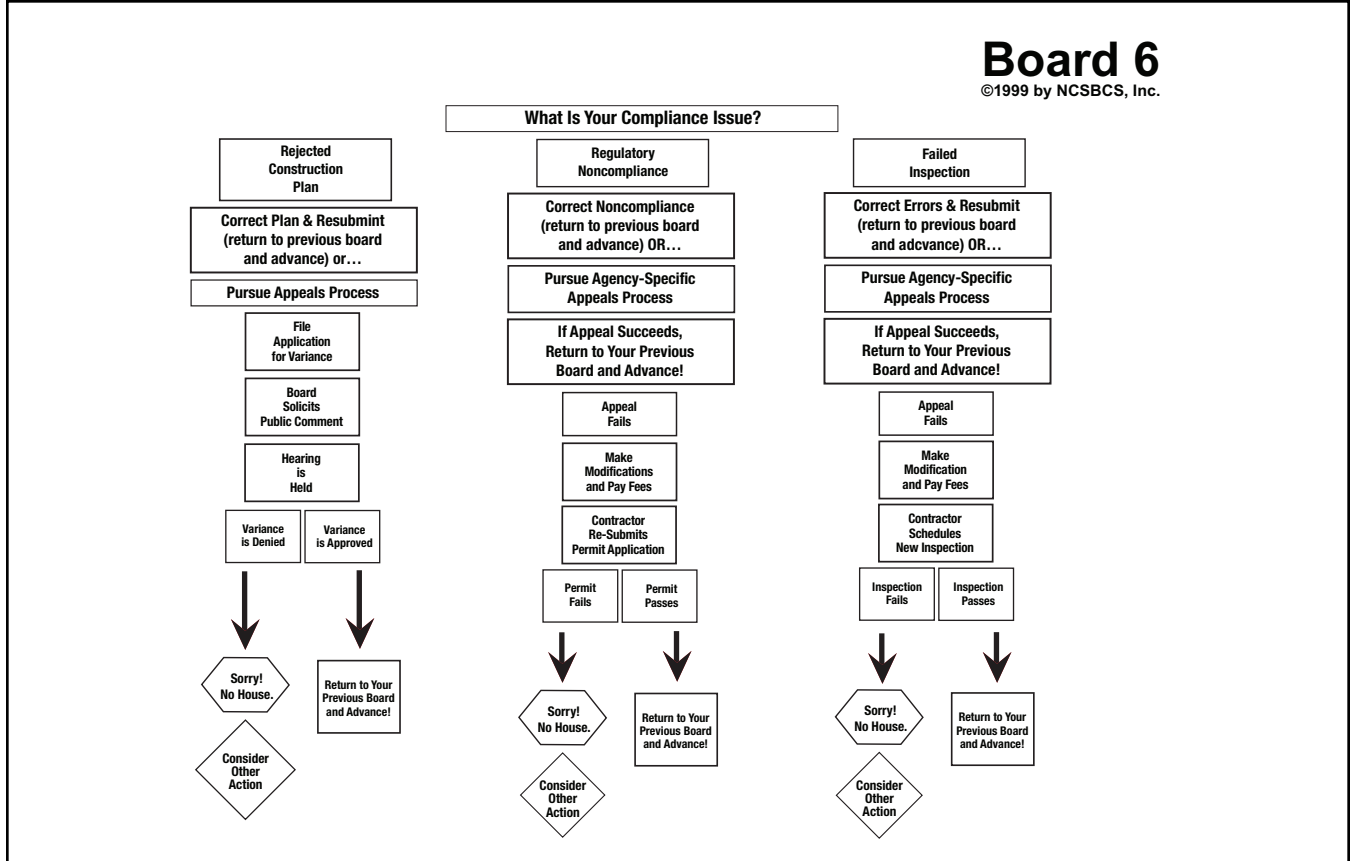 Board 6
©1999 by NCSBCS, Inc.
What Is Your Compliance Issue?
Rejected
Construction
Plan
Correct Plan & Resubmint
(return to previous board
and advance) or…
Pursue Appeals Process
File
Application
for Variance
Board
Solicits
Public Comment
Hearing
is
Held
Variance
is Denied
Variance
is Approved
Sorry!
No House.
Return to Your
Previous Board
and Advance!
Consider
Other
Action
Regulatory
Noncompliance
Correct Noncompliance
(return to previous board
and advance) OR…
Pursue Agency-Specific
Appeals Process
If Appeal Succeeds,
Return to Your Previous
Board and Advance!
Appeal
Fails
Make
Modifications
and Pay Fees
Contractor
Re-Submits
Permit Application
Permit
Fails
Permit
Passes
Sorry!
No House.
Return to Your
Previous Board
and Advance!
Consider
Other
Action
Failed
Inspection
Correct Errors & Resubmit
(return to previous board
and adcvance) OR…
Pursue Agency-Specific
Appeals Process
If Appeal Succeeds,
Return to Your Previous
Board and Advance!
Appeal
Fails
Make
Modification
and Pay Fees
Contractor
Schedules
New Inspection
Inspection
Fails
Inspection
Passes
Sorry!
No House.
Return to Your
Previous Board
and Advance!
Consider
Other
Action